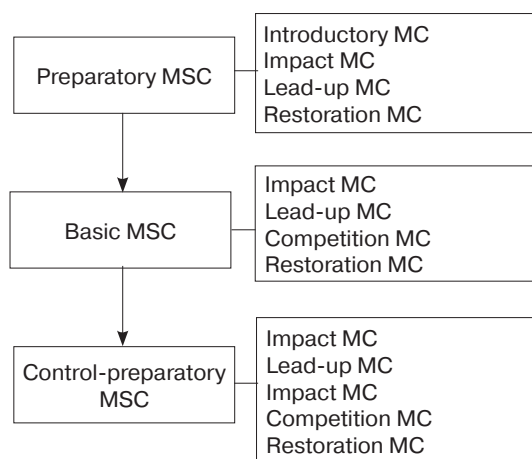 Preparatory MSC
Introductory MC
Impact MC
Lead-up MC
Restoration MC
Basic MSC
Impact MC
Lead-up MC
Competition MC
Restoration MC
Control-preparatory
MSC
Impact MC
Lead-up MC
Impact MC
Competition MC
Restoration MC